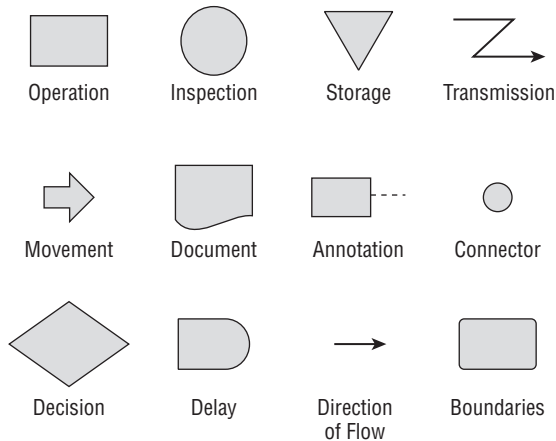 Operation
Inspection
Storage
Transmission
Movement
Document
Annotation
Connector
Decision
Delay
Direction
of Flow
Boundaries